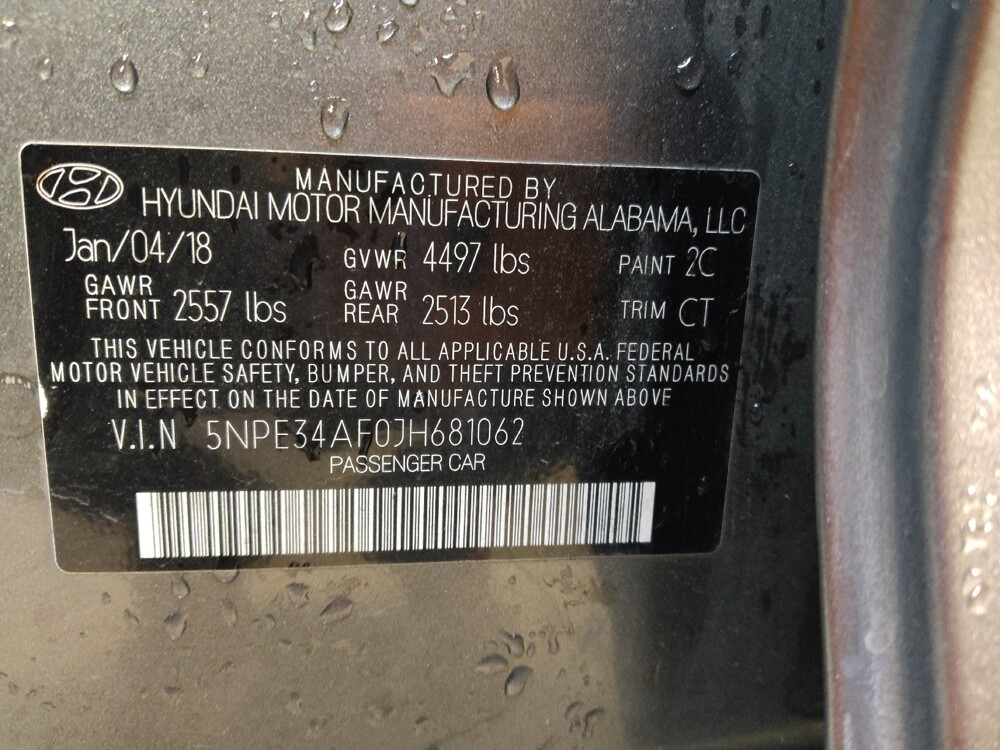 MANUFACTURED BY
HYUNDAI MOTOR MANUFACTURING ALABAMA, LLC
Jan/04/18 GVWR 4497 lbs PAINT 2C
GAWR FRONT 2557 lbs GAWR REAR 2513 lbs TRIM CT
THIS VEHICLE CONFORMS TO ALL APPLICABLE U.S.A. FEDERAL
MOTOR VEHICLE SAFETY, BUMPER, AND THEFT PREVENTION STANDARDS
IN EFFECT ON THE DATE OF MANUFACTURE SHOWN ABOVE
V.I.N 5NPE34AF0JH681062
PASSENGER CAR